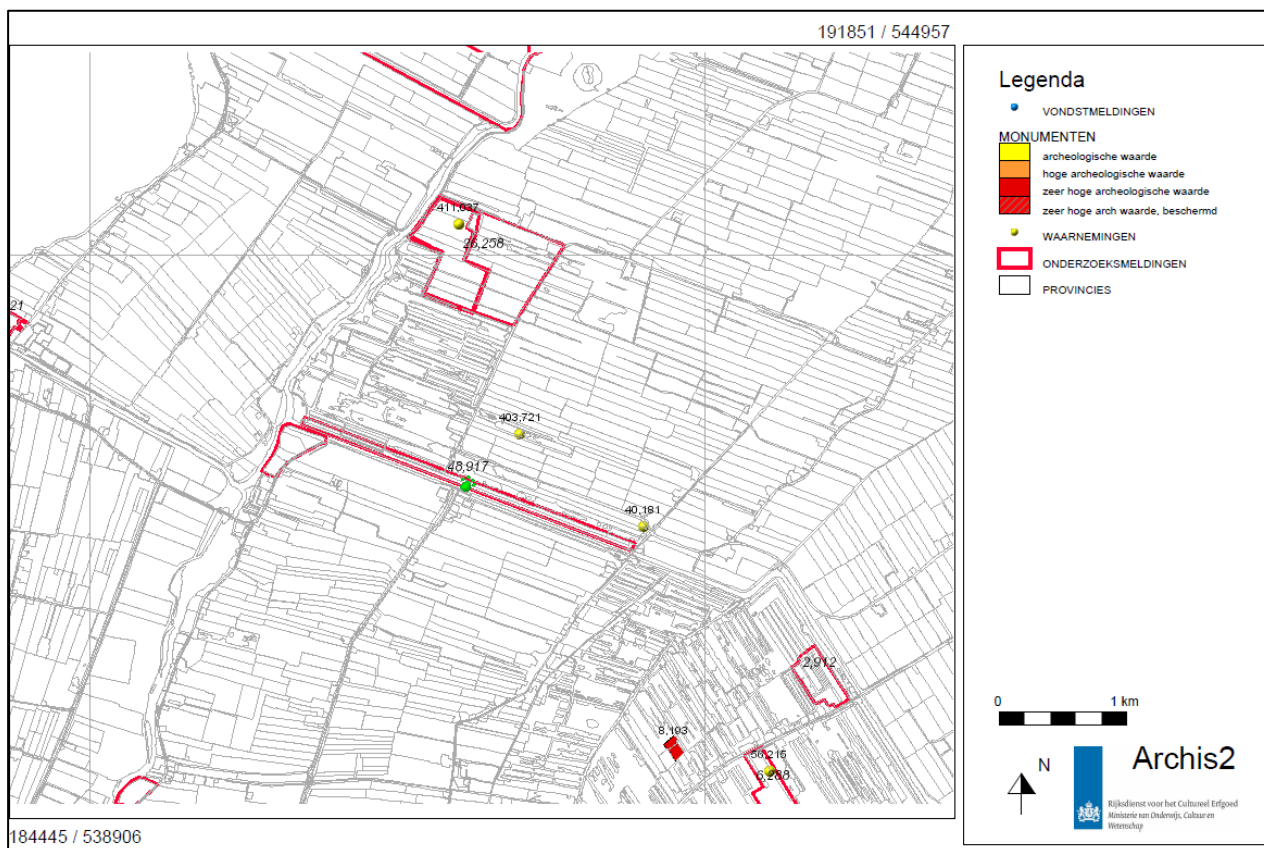 191851 / 544957
411,037
26,258
21
403,721
48,917
40,181
2,912
8,193
56,215
6,288
184445 / 538906
Legenda
VONDSTMELDINGEN
MONUMENTEN
archeologische waarde
hoge archeologische waarde
zeer hoge archeologische waarde
zeer hoge arch waarde, beschermd
WAARNEMINGEN
ONDERZOEKSMELDINGEN
PROVINCIES
0 1 km
N
Archis2
Rijksdienst voor het Cultureel Erfgoed
Ministerie van Onderwijs, Cultuur en
Wetenschap